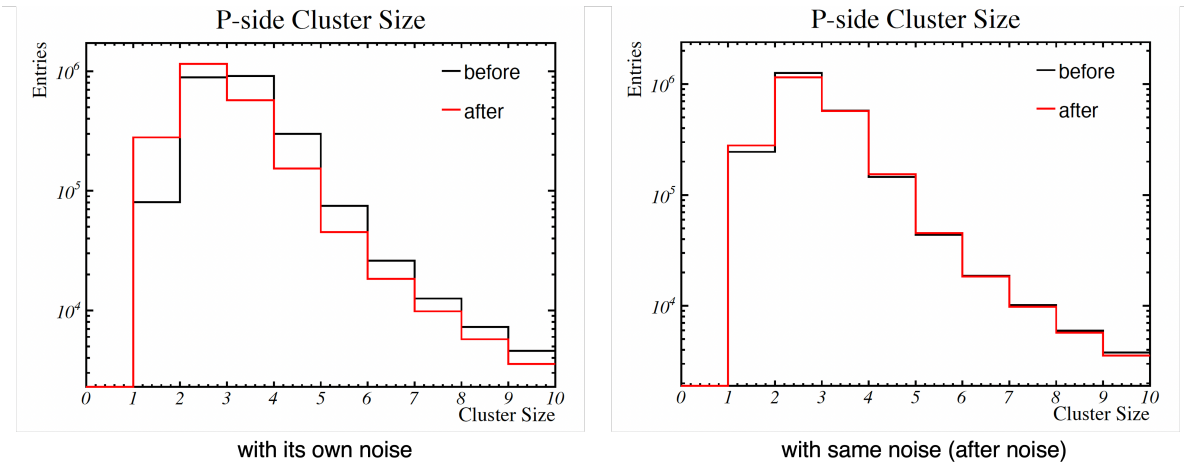 P-side Cluster Size
Entries
10^6
10^5
10^4
before
after
0 1 2 3 4 5 6 7 8 9 10
Cluster Size
with its own noise
P-side Cluster Size
Entries
10^6
10^5
10^4
before
after
0 1 2 3 4 5 6 7 8 9 10
Cluster Size
with same noise (after noise)